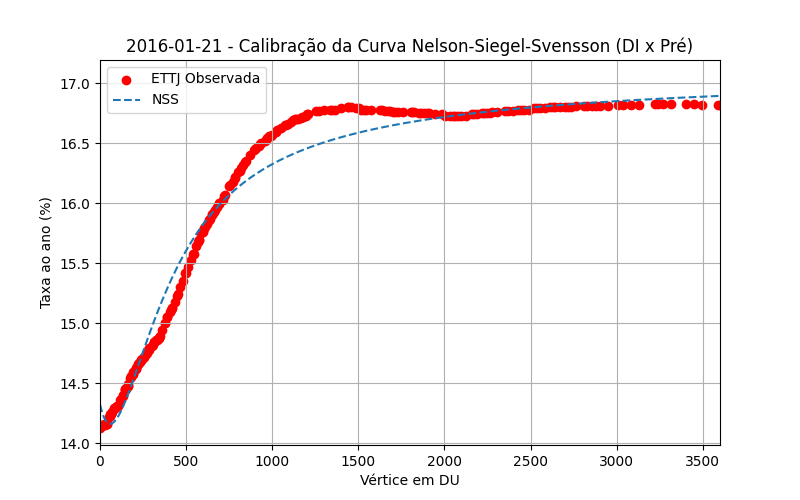 2016-01-21 - Calibração da Curva Nelson-Siegel-Svensson (DI x Pré)
ETTJ Observada
NSS
Taxa ao ano (%)
17.0
16.5
16.0
15.5
15.0
14.5
14.0
0 500 1000 1500 2000 2500 3000 3500
Vértice em DU